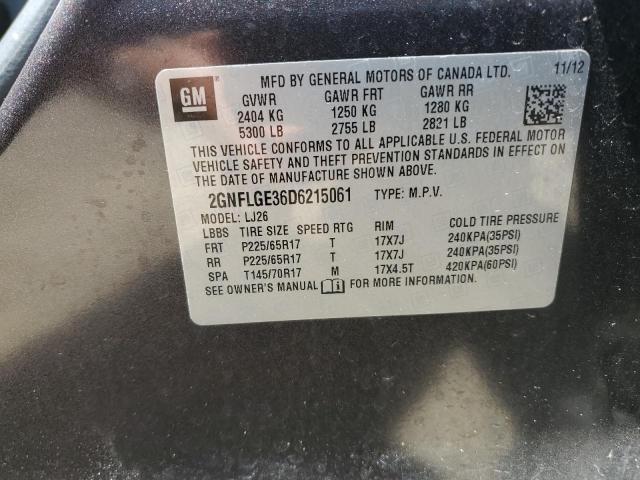 GM
MFD BY GENERAL MOTORS OF CANADA LTD. 11/12
GVWR GAWR FRT GAWR RR
2404 KG 1250 KG 1280 KG
5300 LB 2755 LB 2821 LB
THIS VEHICLE CONFORMS TO ALL APPLICABLE U.S. FEDERAL MOTOR
VEHICLE SAFETY AND THEFT PREVENTION STANDARDS IN EFFECT ON
THE DATE OF MANUFACTURE SHOWN ABOVE.
2GNFLGE36D6215061 TYPE: M.P.V.
MODEL: LJ26
LBBS TIRE SIZE SPEED RTG RIM COLD TIRE PRESSURE
FRT P225/65R17 T 17X7J 240KPA(35PSI)
RR P225/65R17 T 17X7J 240KPA(35PSI)
SPA T145/70R17 M 17X4.5T 420KPA(60PSI)
SEE OWNER'S MANUAL FOR MORE INFORMATION.